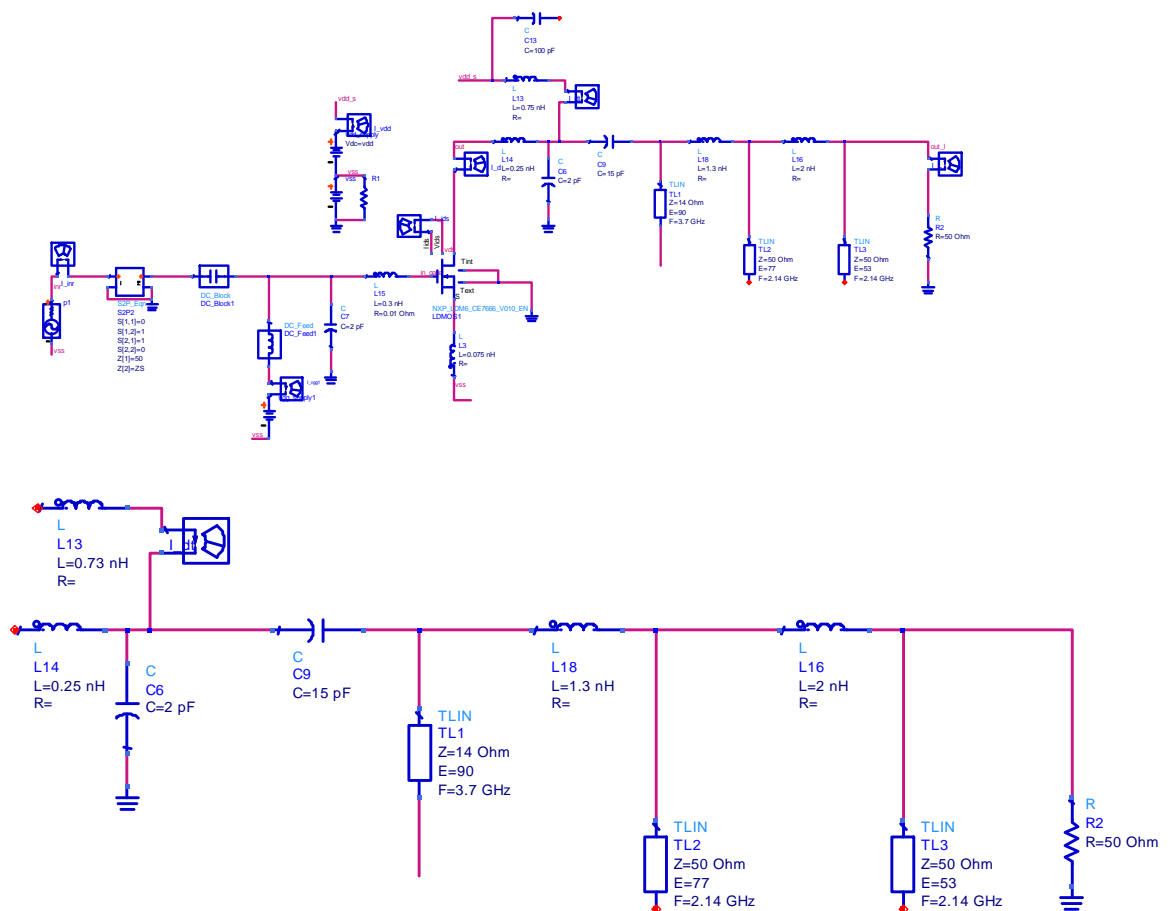 C
C13
C=100 pF
vdd_s
L
L13
L=0.75 nH
R=
vdd_s
I_vdd
Vdc=vdd
vss
R1
vss
out
L
L14
L=0.25 nH
R=
C
C6
C=2 pF
C
C9
C=15 pF
L
L18
L=1.3 nH
R=
L
L16
L=2 nH
R=
out_l
TLIN
TL1
Z=14 Ohm
E=90
F=3.7 GHz
TLIN
TL2
Z=50 Ohm
E=77
F=2.14 GHz
TLIN
TL3
Z=50 Ohm
E=53
F=2.14 GHz
R
R2
R=50 Ohm
I_ids
Iids
Vids
Tint
Text
S
NXP_LDM6_CE7666_V010_EN
LDMOS1
I_inr
inr
p1
vss
S2P_Eqn
S2P2
S[1,1]=0
S[1,2]=1
S[2,1]=1
S[2,2]=0
Z[1]=50
Z[2]=ZS
DC_Block
DC_Block1
DC_Feed
DC_Feed1
C
C7
C=2 pF
L
L15
L=0.3 nH
R=0.01 Ohm
L
L3
L=0.075 nH
R=
vss
vss
L
L13
L=0.73 nH
R=
I_dt
L
L14
L=0.25 nH
R=
C
C6
C=2 pF
C
C9
C=15 pF
L
L18
L=1.3 nH
R=
L
L16
L=2 nH
R=
TLIN
TL1
Z=14 Ohm
E=90
F=3.7 GHz
TLIN
TL2
Z=50 Ohm
E=77
F=2.14 GHz
TLIN
TL3
Z=50 Ohm
E=53
F=2.14 GHz
R
R2
R=50 Ohm